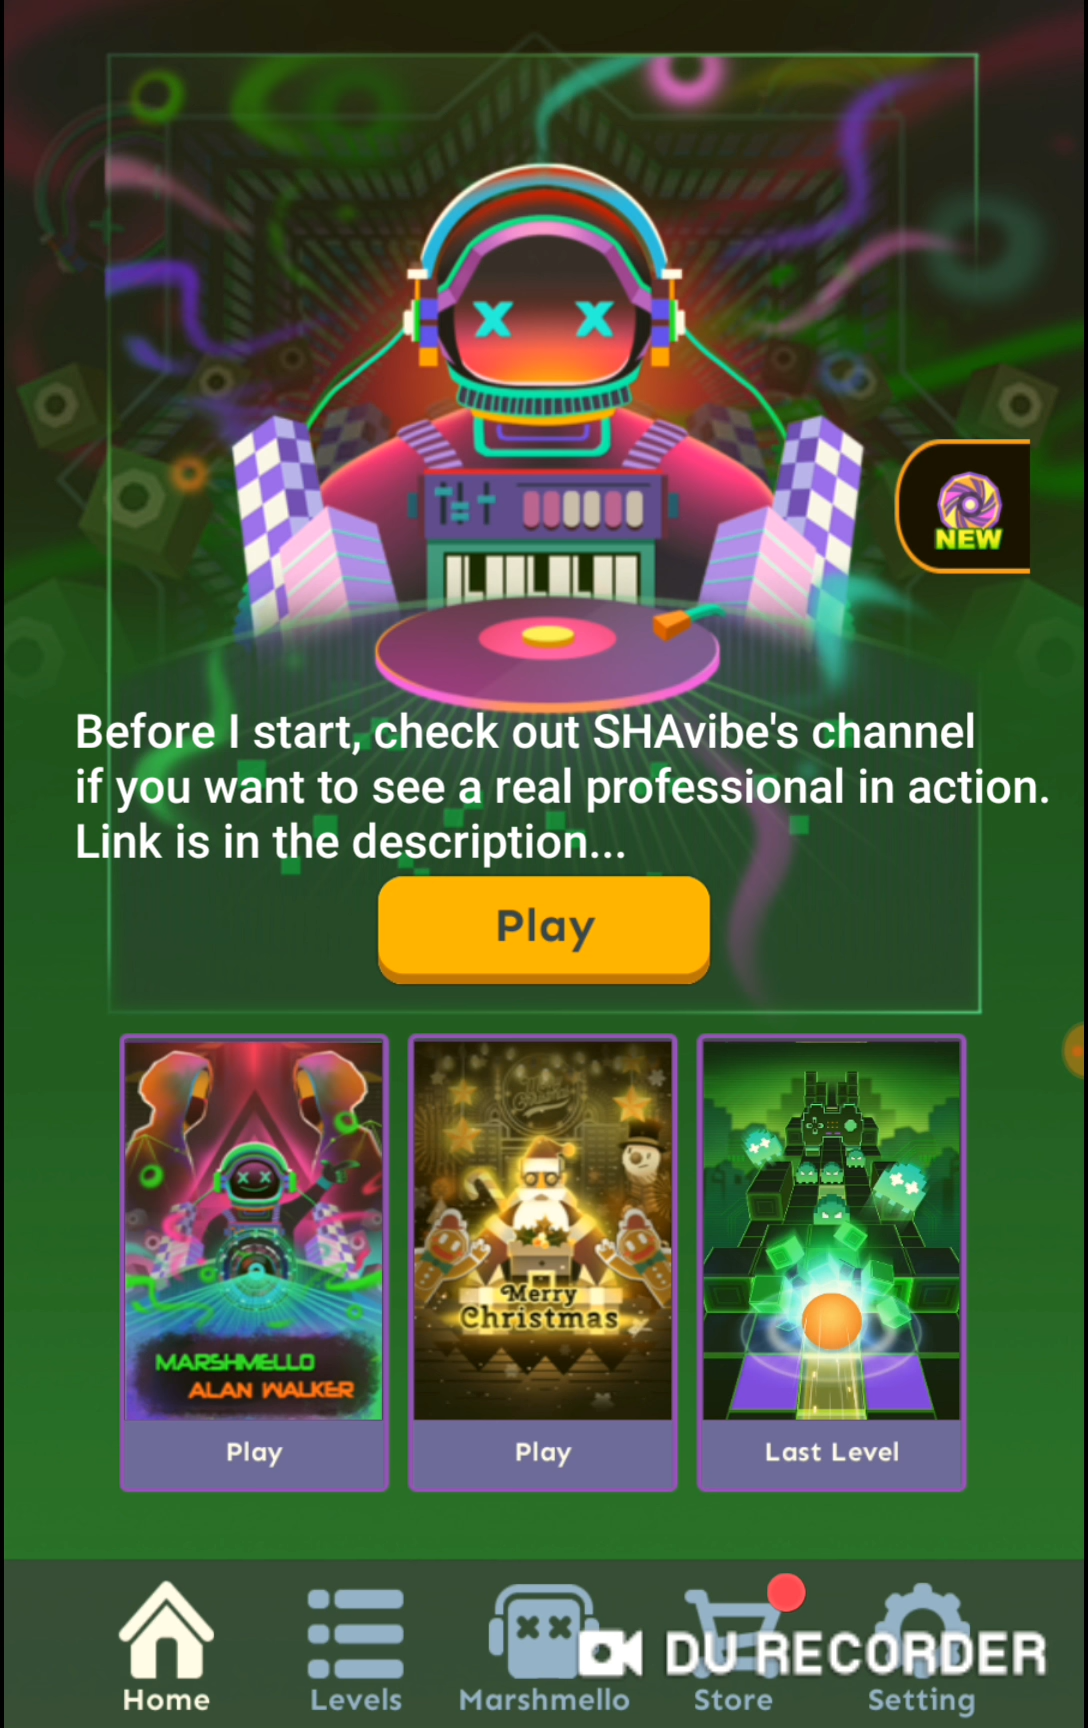 NEW
Before I start, check out SHAvibe's channel
if you want to see a real professional in action.
Link is in the description...
Play
MARSHMELLO
ALAN WALKER
Merry
Christmas
Play
Play
Last Level
DU RECORDER
Home
Levels
Marshmello
Store
Setting